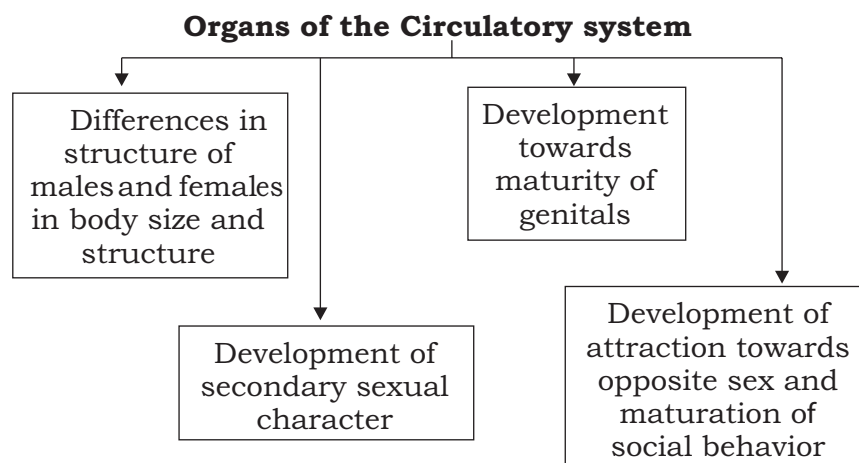 Organs of the Circulatory system
Differences in
structure of
males and females
in body size and
structure
Development
towards
maturity of
genitals
Development of
secondary sexual
character
Development of
attraction towards
opposite sex and
maturation of
social behavior